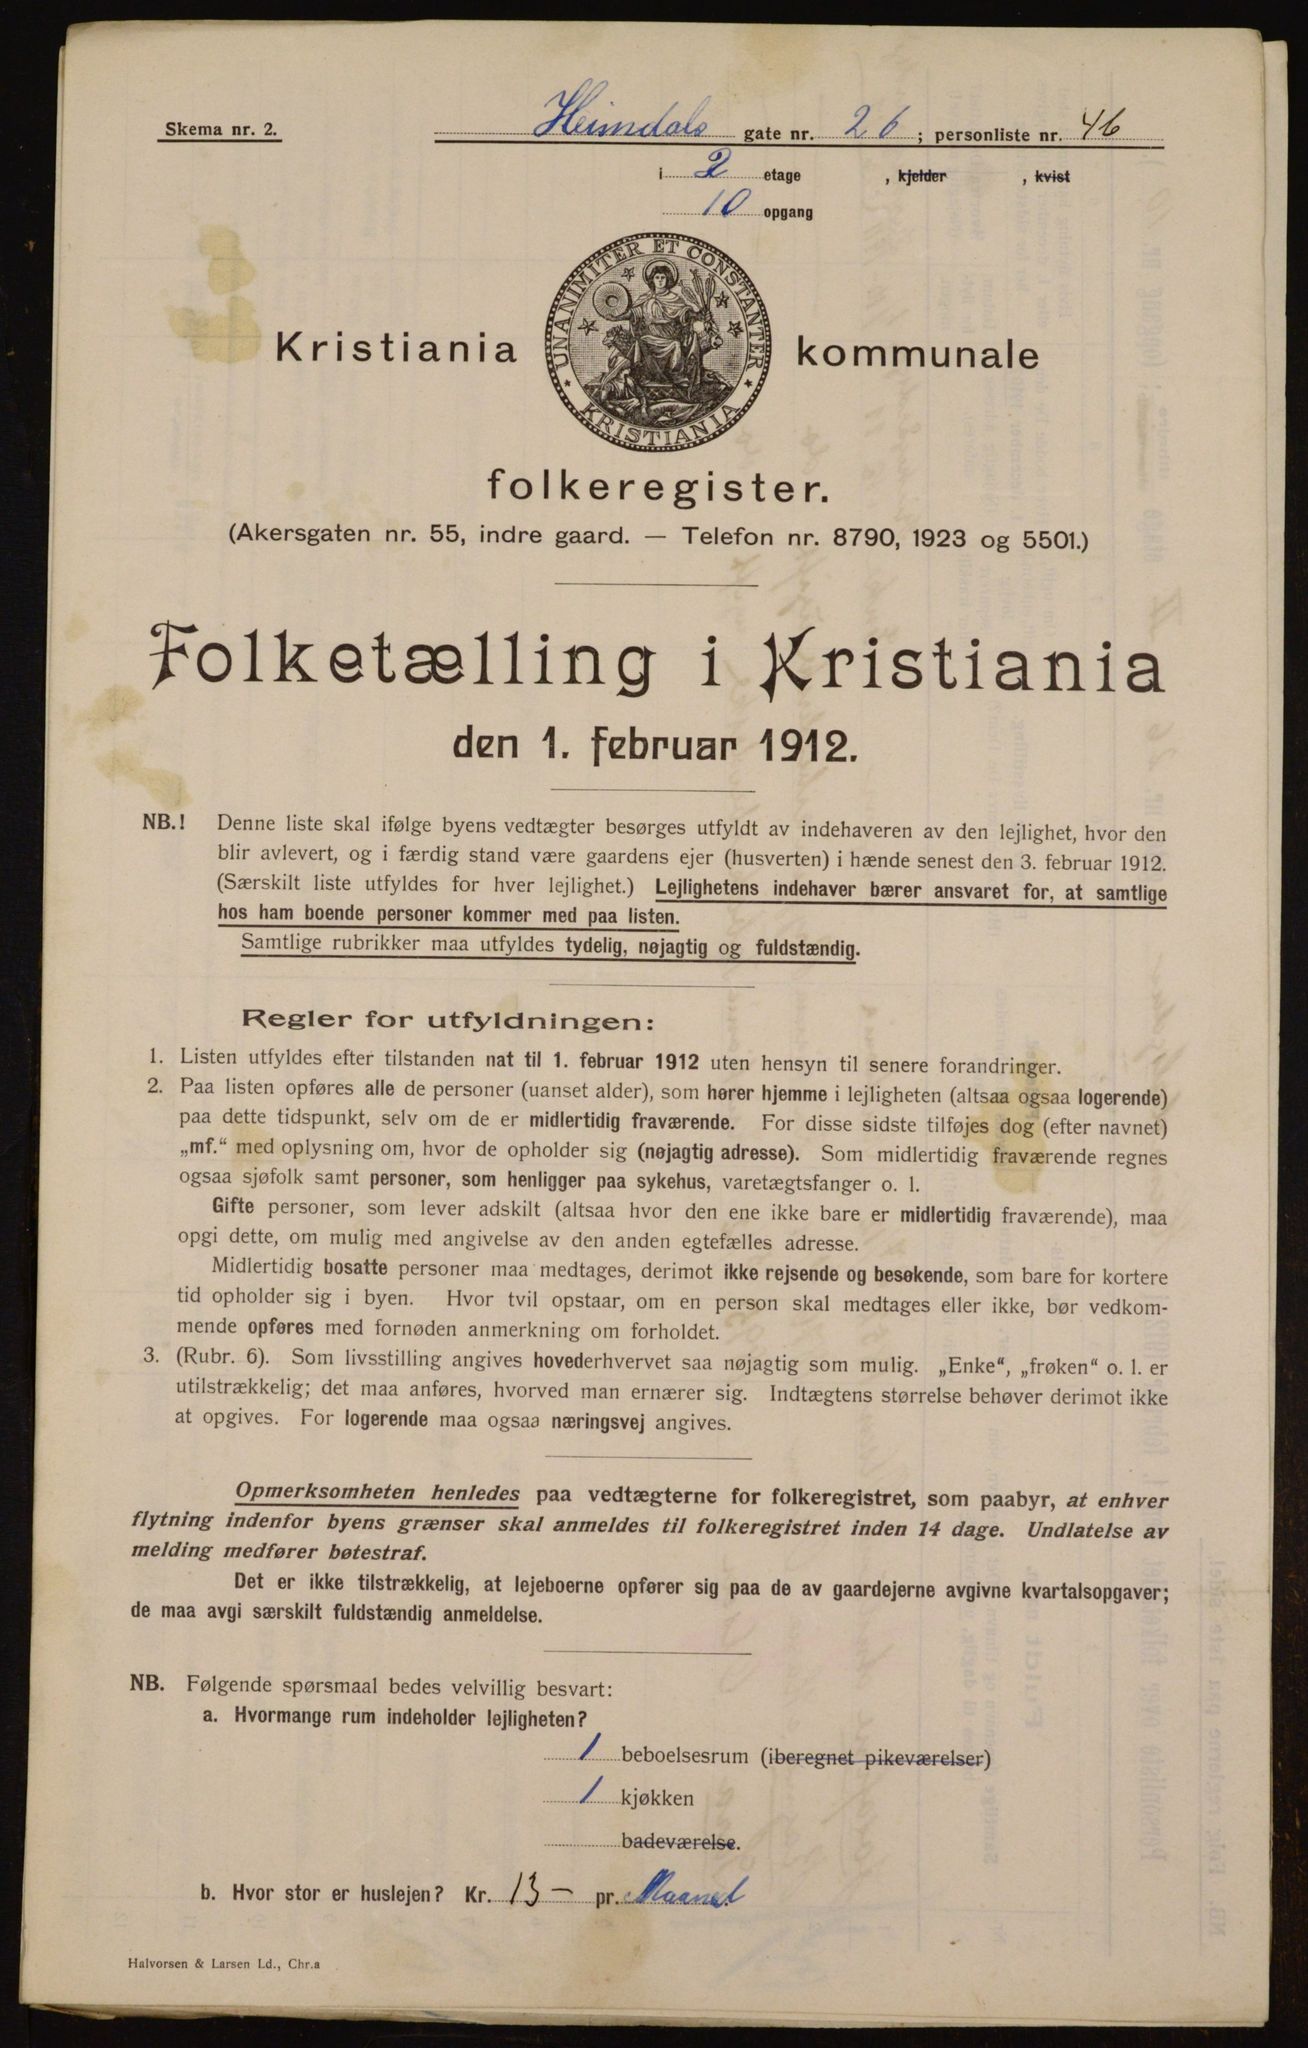 Skema nr. 2.
Heimdals gate nr. 26; personliste nr. 46
i 2 etage , kjelder , kvist
10 opgang
UNANIMITER ET CONSTANTER
KRISTIANIA
Kristiania kommunale
folkeregister.
(Akersgaten nr. 55, indre gaard. — Telefon nr. 8790, 1923 og 5501.)
Folketælling i Kristiania
den 1. februar 1912.
NB.! Denne liste skal ifølge byens vedtægter besørges utfyldt av indehaveren av den lejlighet, hvor den
blir avlevert, og i færdig stand være gaardens ejer (husverten) i hænde senest den 3. februar 1912.
(Særskilt liste utfyldes for hver lejlighet.) Lejlighetens indehaver bærer ansvaret for, at samtlige
hos ham boende personer kommer med paa listen.
Samtlige rubrikker maa utfyldes tydelig, nøjagtig og fuldstændig.
Regler for utfyldningen:
1. Listen utfyldes efter tilstanden nat til 1. februar 1912 uten hensyn til senere forandringer.
2. Paa listen opføres alle de personer (uanset alder), som hører hjemme i lejligheten (altsaa ogsaa logerende)
paa dette tidspunkt, selv om de er midlertidig fraværende. For disse sidste tilføjes dog (efter navnet)
„mf.“ med oplysning om, hvor de opholder sig (nøjagtig adresse). Som midlertidig fraværende regnes
ogsaa sjøfolk samt personer, som henligger paa sykehus, varetægtsfanger o. l.
Gifte personer, som lever adskilt (altsaa hvor den ene ikke bare er midlertidig fraværende), maa
opgi dette, om mulig med angivelse av den anden egtefælles adresse.
Midlertidig bosatte personer maa medtages, derimot ikke rejsende og besøkende, som bare for kortere
tid opholder sig i byen. Hvor tvil opstaar, om en person skal medtages eller ikke, bør vedkom-
mende opføres med fornøden anmerkning om forholdet.
3. (Rubr. 6). Som livsstilling angives hovederhvervet saa nøjagtig som mulig. „Enke“, „frøken“ o. l. er
utilstrækkelig; det maa anføres, hvorved man ernærer sig. Indtægtens størrelse behøver derimot ikke
at opgives. For logerende maa ogsaa næringsvej angives.
Opmerksomheten henledes paa vedtægterne for folkeregistret, som paabyr, at enhver
flytning indenfor byens grænser skal anmeldes til folkeregistret inden 14 dage. Undlatelse av
melding medfører bøtestraf.
Det er ikke tilstrækkelig, at lejeboerne opfører sig paa de av gaardejerne avgivne kvartalsopgaver;
de maa avgi særskilt fuldstændig anmeldelse.
NB. Følgende spørsmaal bedes velvillig besvart:
a. Hvormange rum indeholder lejligheten?
1 beboelsesrum (iberegnet pikeværelser)
1 kjøkken
badeværelse.
b. Hvor stor er huslejen? Kr. 13 - pr. Maaned
Halvorsen & Larsen Ld., Chr.a